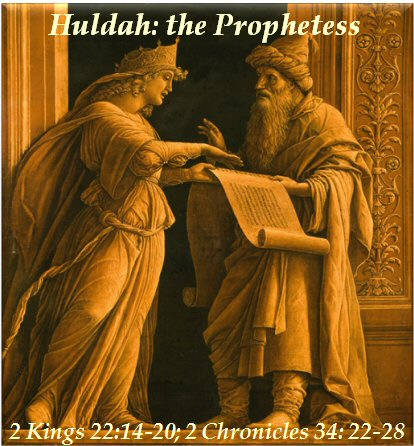 Huldah: the Prophetess
2 Kings 22:14-20; 2 Chronicles 34: 22-28